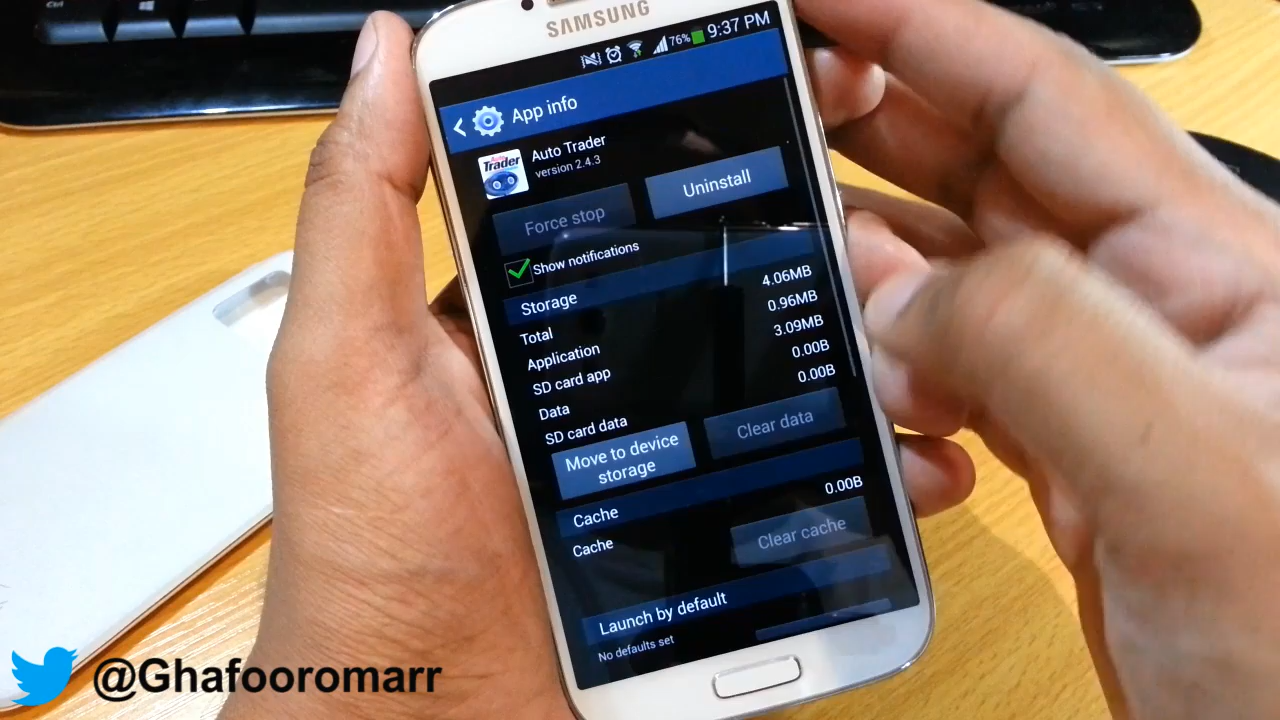 Ctrl
SAMSUNG
76% 9:37 PM
App info
Auto Trader
Auto Trader
version 2.4.3
Force stop
Uninstall
Show notifications
Storage
Total 4.06MB
Application 0.96MB
SD card app 3.09MB
Data 0.00B
SD card data 0.00B
Move to device storage
Clear data
Cache
Cache 0.00B
Clear cache
Launch by default
No defaults set
@Ghafooromarr